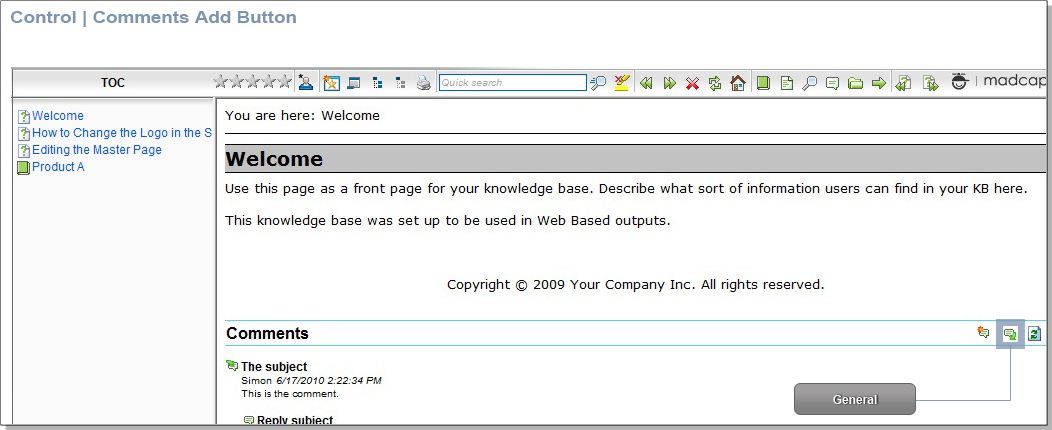 Control | Comments Add Button
TOC
Quick search
madcap
Welcome
How to Change the Logo in the S
Editing the Master Page
Product A
You are here: Welcome
Welcome
Use this page as a front page for your knowledge base. Describe what sort of information users can find in your KB here.
This knowledge base was set up to be used in Web Based outputs.
Copyright © 2009 Your Company Inc. All rights reserved.
Comments
The subject
Simon 6/17/2010 2:22:34 PM
This is the comment.
General
Reply subject